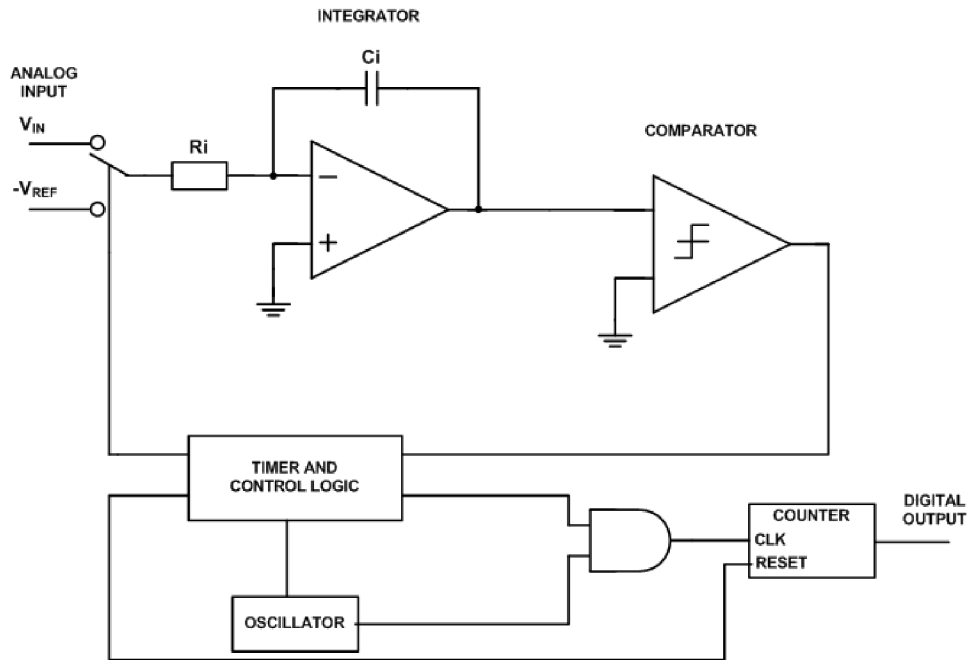 INTEGRATOR
Ci
ANALOG
INPUT
VIN
Ri
-VREF
−
+
COMPARATOR
TIMER AND
CONTROL LOGIC
OSCILLATOR
COUNTER
CLK
RESET
DIGITAL
OUTPUT